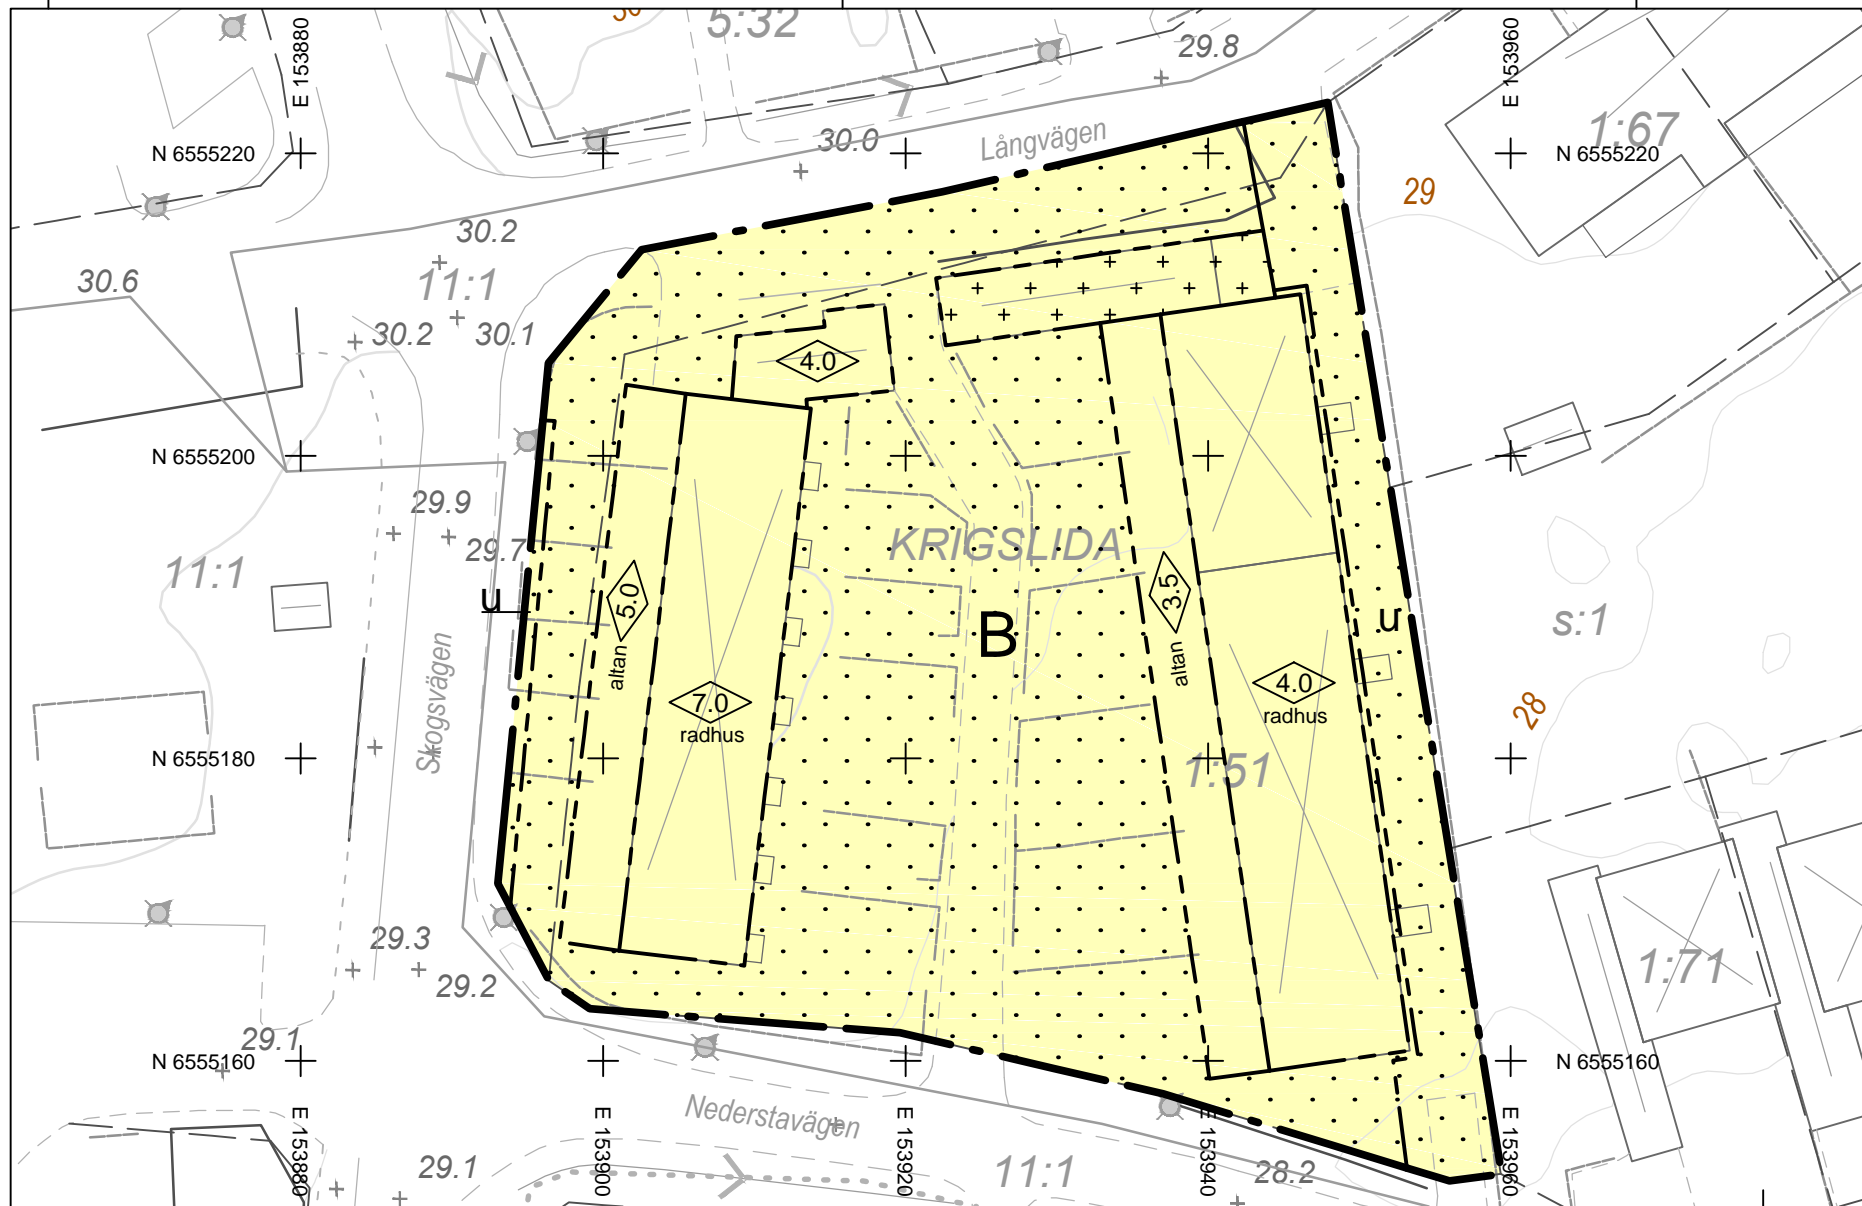 5:32
29.8
E 153880
E 153960
1:67
30.0
Långvägen
N 6555220
N 6555220
29
30.2
30.6
11:1
30.2
30.1
4.0
N 6555200
29.9
KRIGSLIDA
29.7
11:1
u
5.0
3.5
B
u
s:1
altan
altan
Skogsvägen
7.0
radhus
4.0
radhus
28
N 6555180
1:51
29.3
1:71
29.2
29.1
N 6555160
N 6555160
Nederstavägen
E 153880
E 153900
E 153920
E 153940
E 153960
29.1
11:1
28.2